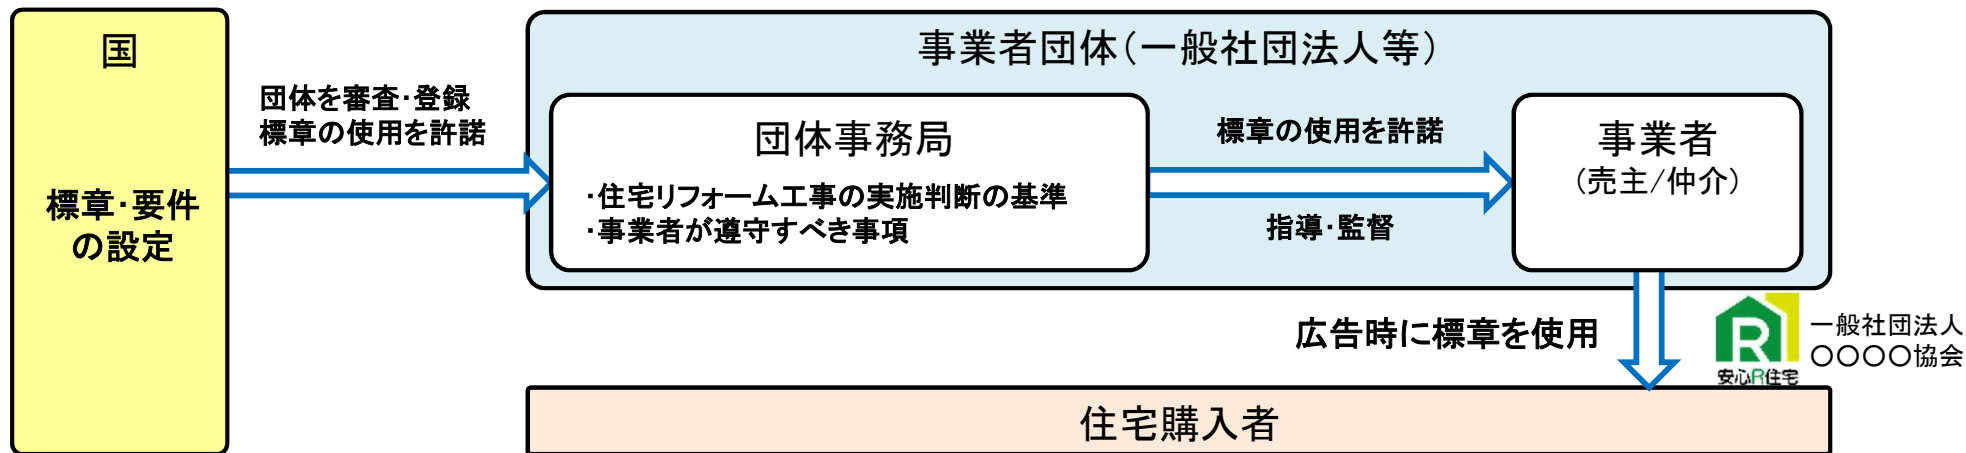 国
標章・要件
の設定
団体を審査・登録
標章の使用を許諾
事業者団体(一般社団法人等)
団体事務局
・住宅リフォーム工事の実施判断の基準
・事業者が遵守すべき事項
標章の使用を許諾
指導・監督
事業者
(売主/仲介)
広告時に標章を使用
R
安心R住宅
一般社団法人
〇〇〇〇協会
住宅購入者